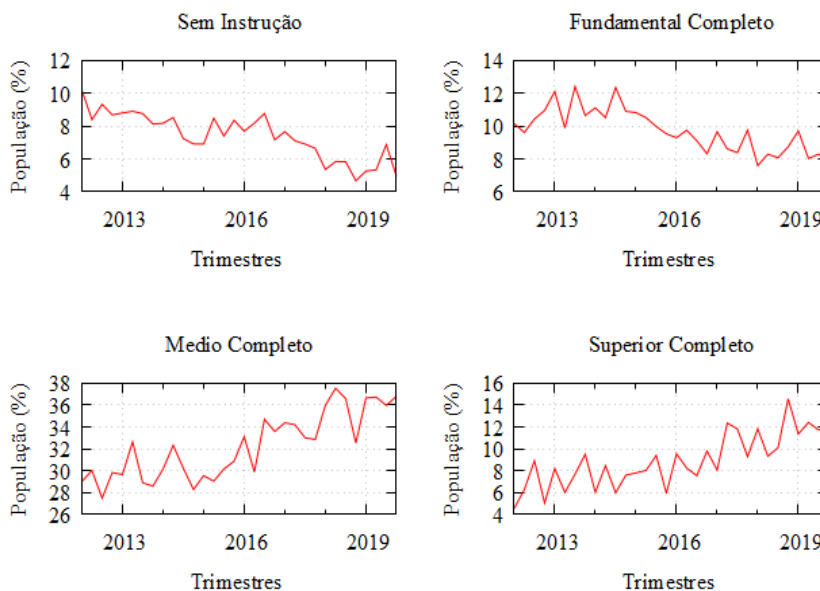 Sem Instrução
12
10
8
6
4
População (%)
2013 2016 2019
Trimestres
Fundamental Completo
14
12
10
8
6
População (%)
2013 2016 2019
Trimestres
Medio Completo
38
36
34
32
30
28
26
População (%)
2013 2016 2019
Trimestres
Superior Completo
16
14
12
10
8
6
4
População (%)
2013 2016 2019
Trimestres